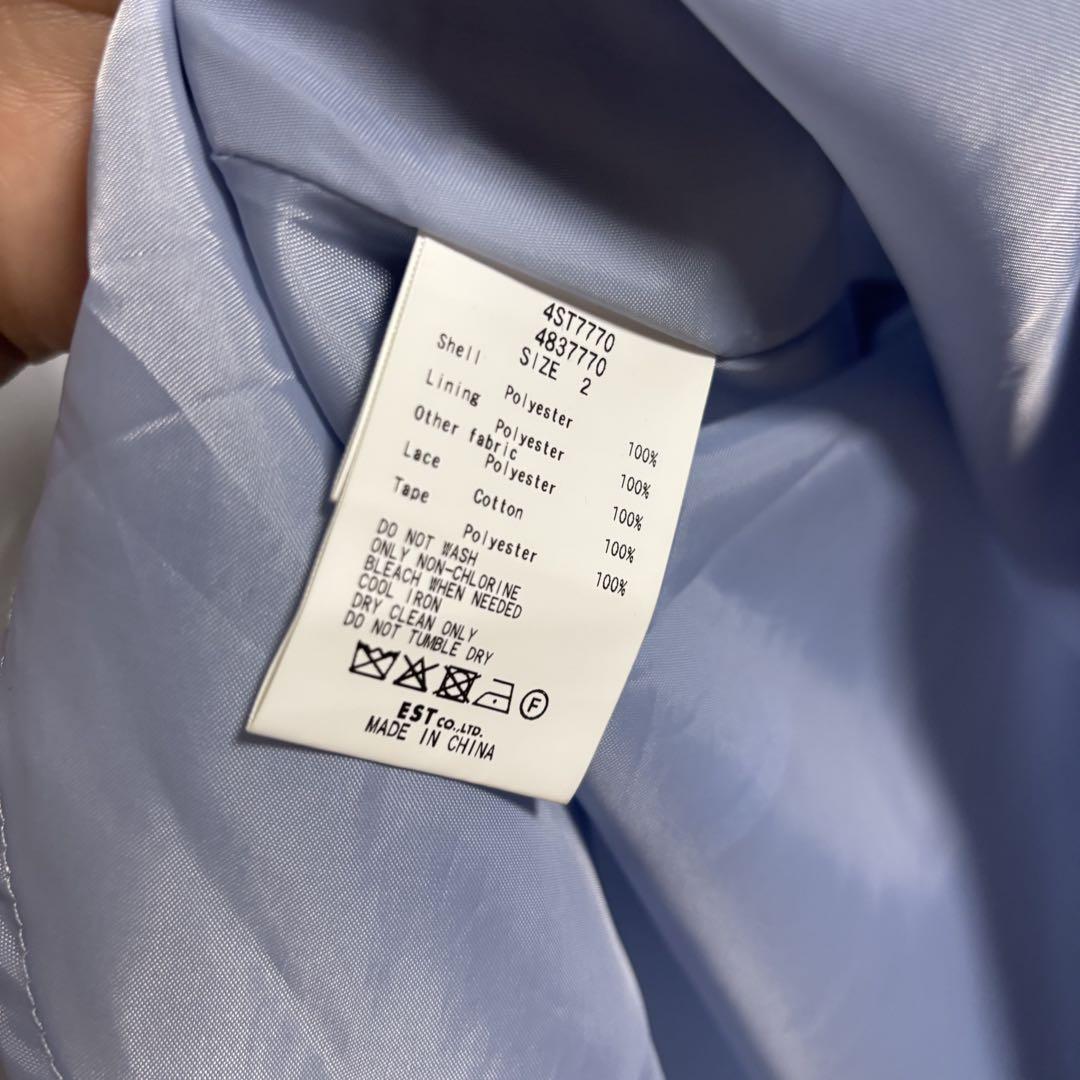 4ST7770
4837770
SIZE 2
Shell Polyester 100%
Lining Polyester 100%
Other fabric Polyester 100%
Lace Cotton 100%
Tape Polyester 100%
DO NOT WASH
ONLY NON-CHLORINE
BLEACH WHEN NEEDED
COOL IRON
DRY CLEAN ONLY
DO NOT TUMBLE DRY
F
EST CO.,LTD.
MADE IN CHINA